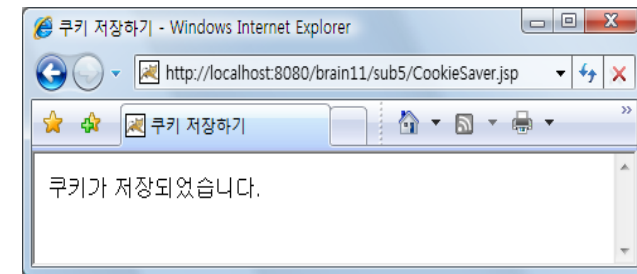 쿠키 저장하기 - Windows Internet Explorer
http://localhost:8080/brain11/sub5/CookieSaver.jsp
쿠키 저장하기
쿠키가 저장되었습니다.